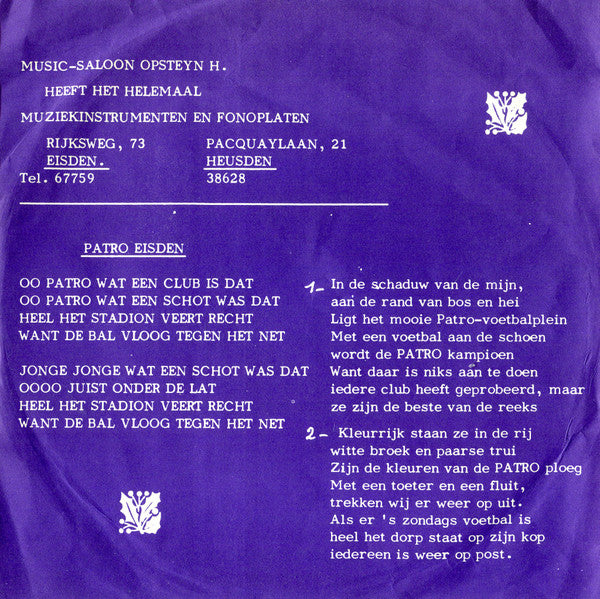 MUSIC-SALOON OPSTEYN H.
HEEFT HET HELEMAAL
MUZIEKINSTRUMENTEN EN FONOPLATEN
RIJKSWEG, 73 PACQUAYLAAN, 21
EISDEN. HEUSDEN
Tel. 67759 38628
PATRO EISDEN
OO PATRO WAT EEN CLUB IS DAT
OO PATRO WAT EEN SCHOT WAS DAT
HEEL HET STADION VEERT RECHT
WANT DE BAL VLOOG TEGEN HET NET
JONGE JONGE WAT EEN SCHOT WAS DAT
OOOO JUIST ONDER DE LAT
HEEL HET STADION VEERT RECHT
WANT DE BAL VLOOG TEGEN HET NET
1- In de schaduw van de mijn,
aan de rand van bos en hei
Ligt het mooie Patro-voetbalplein
Met een voetbal aan de schoen
wordt de PATRO kampioen
Want daar is niks aan te doen
iedere club heeft geprobeerd, maar
ze zijn de beste van de reeks
2- Kleurrijk staan ze in de rij
witte broek en paarse trui
Zijn de kleuren van de PATRO ploeg
Met een toeter en een fluit,
trekken wij er weer op uit.
Als er 's zondags voetbal is
heel het dorp staat op zijn kop
iedereen is weer op post.